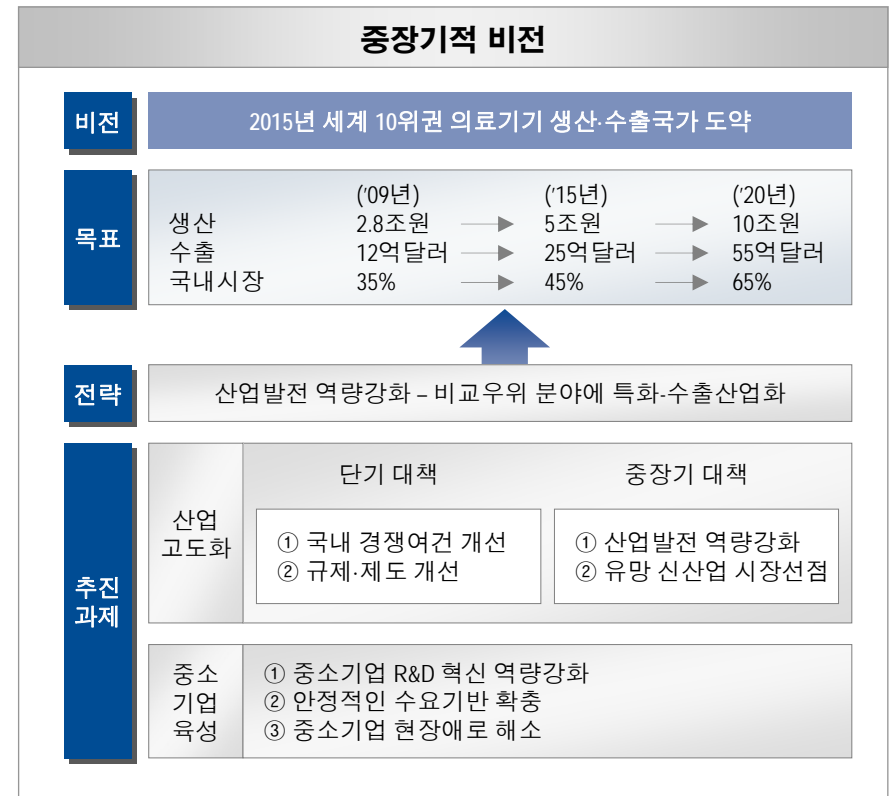 중장기적 비전
비전
2015년 세계 10위권 의료기기 생산·수출국가 도약
목표
('09년) ('15년) ('20년)
생산 2.8조원 5조원 10조원
수출 12억달러 25억달러 55억달러
국내시장 35% 45% 65%
전략
산업발전 역량강화 – 비교우위 분야에 특화-수출산업화
추진
과제
산업
고도화
단기 대책
① 국내 경쟁여건 개선
② 규제·제도 개선
중장기 대책
① 산업발전 역량강화
② 유망 신산업 시장선점
중소
기업
육성
① 중소기업 R&D 혁신 역량강화
② 안정적인 수요기반 확충
③ 중소기업 현장애로 해소